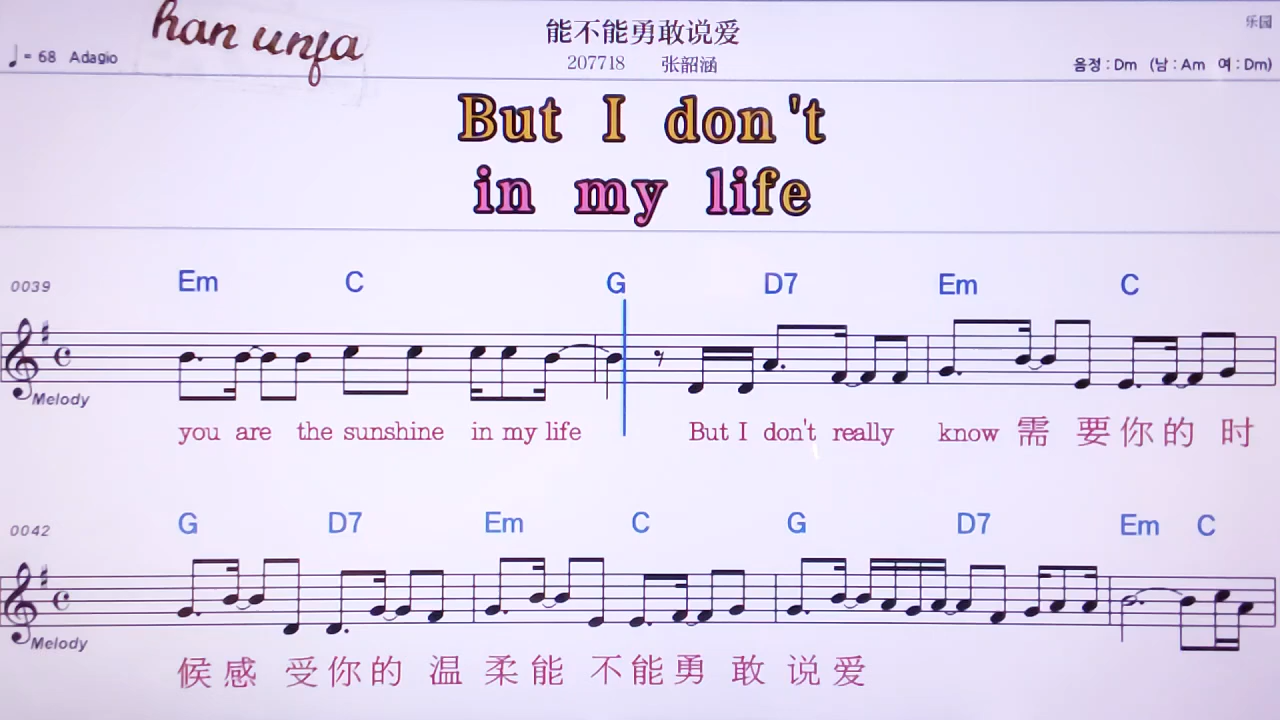 han unfa
能不能勇敢说爱
乐园
♩= 68 Adagio
207718 张韶涵
음정 : Dm (남 : Am 여 : Dm)
But I don't
in my life
0039 Em C G D7 Em C
Melody
you are the sunshine in my life But I don't really know 需 要 你 的 时
0042 G D7 Em C G D7 Em C
Melody
候 感 受 你 的 温 柔 能 不 能 勇 敢 说 爱